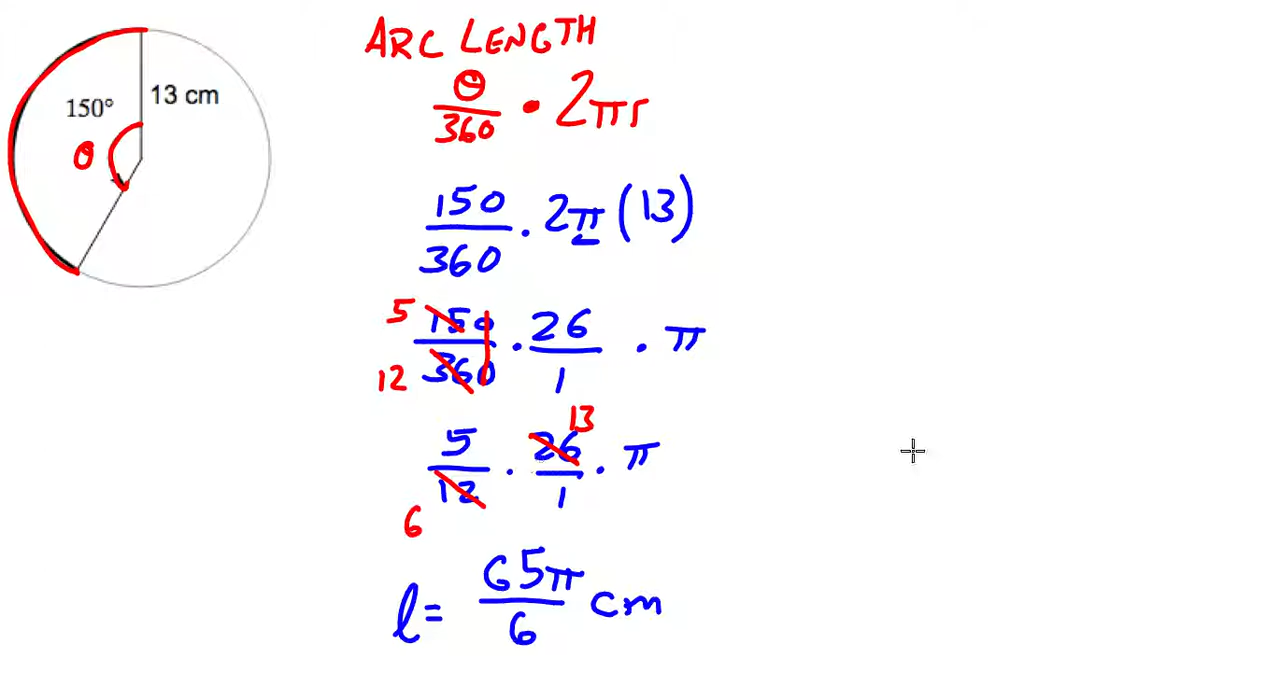 150°
13 cm
θ
ARC LENGTH
θ/360 · 2πr
150/360 · 2π(13)
5 150/12 360 · 26/1 · π
5/12 6 · 26 13/1 · π
l = 65π/6 cm